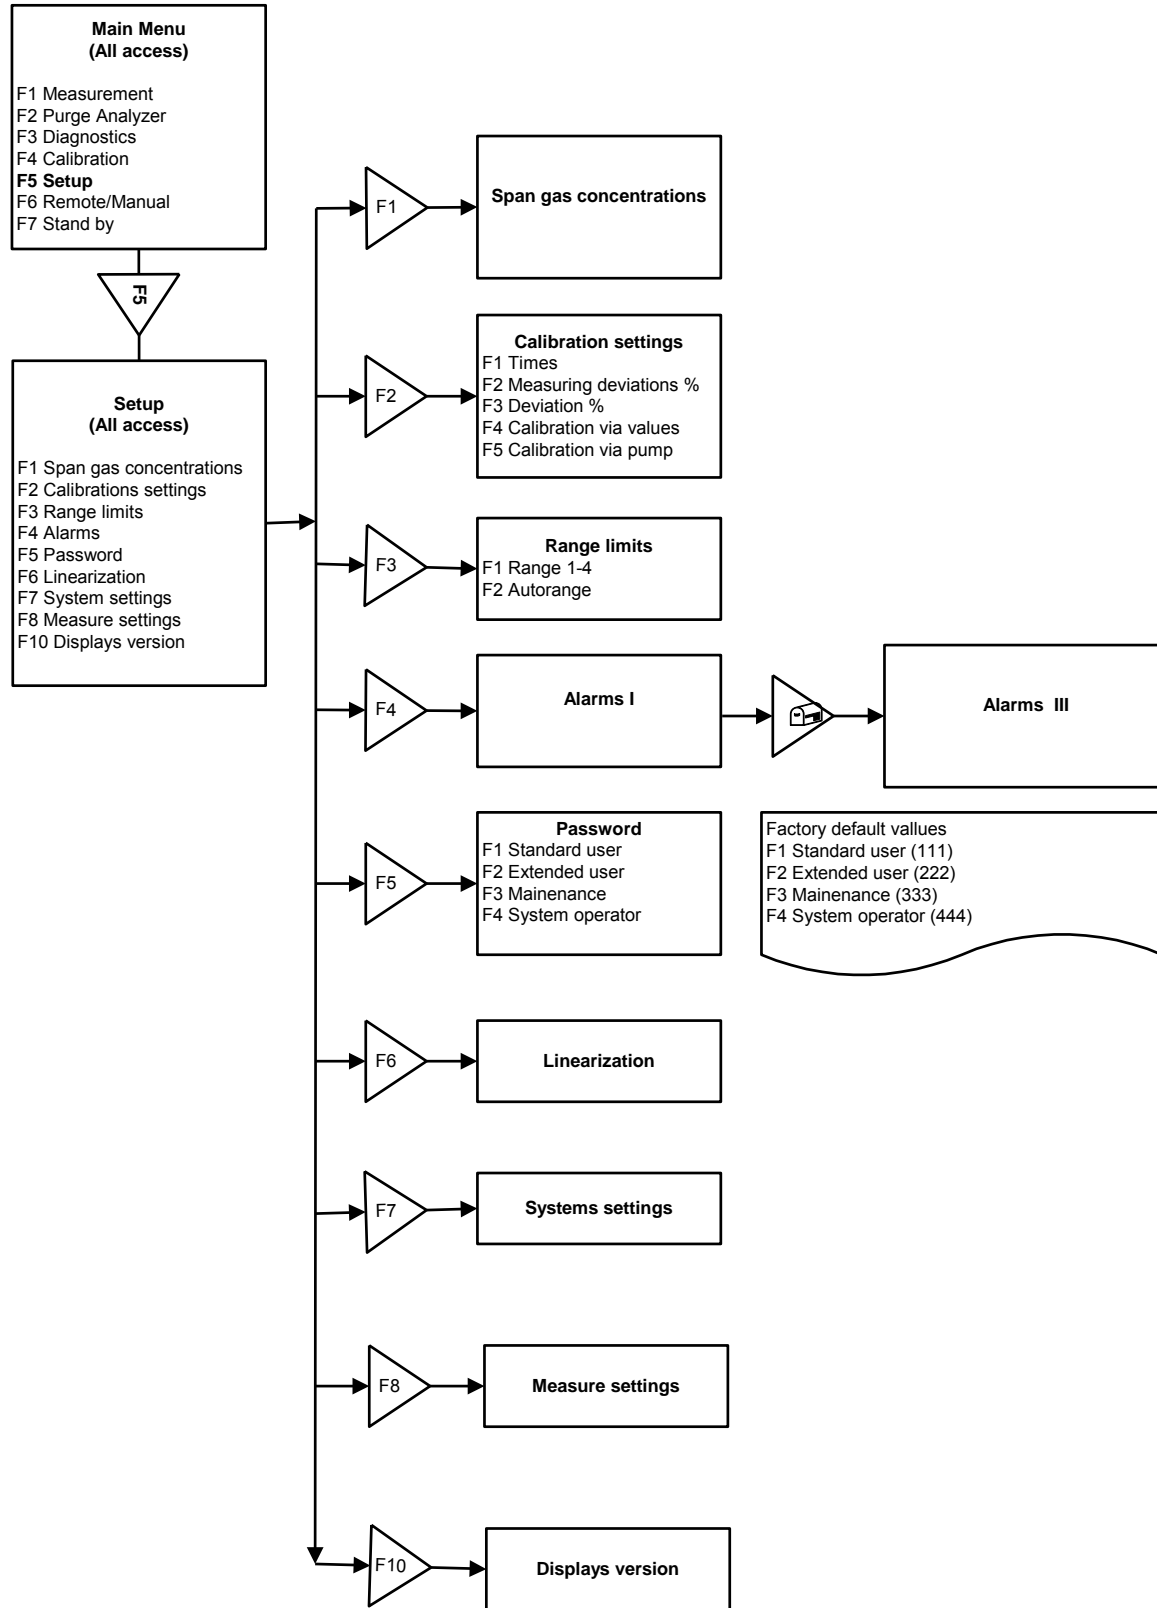 Main Menu
(All access)
F1 Measurement
F2 Purge Analyzer
F3 Diagnostics
F4 Calibration
F5 Setup
F6 Remote/Manual
F7 Stand by
F5
Setup
(All access)
F1 Span gas concentrations
F2 Calibrations settings
F3 Range limits
F4 Alarms
F5 Password
F6 Linearization
F7 System settings
F8 Measure settings
F10 Displays version
F1
Span gas concentrations
F2
Calibration settings
F1 Times
F2 Measuring deviations %
F3 Deviation %
F4 Calibration via values
F5 Calibration via pump
F3
Range limits
F1 Range 1-4
F2 Autorange
F4
Alarms I
Alarms III
F5
Password
F1 Standard user
F2 Extended user
F3 Mainenance
F4 System operator
Factory default vallues
F1 Standard user (111)
F2 Extended user (222)
F3 Mainenance (333)
F4 System operator (444)
F6
Linearization
F7
Systems settings
F8
Measure settings
F10
Displays version